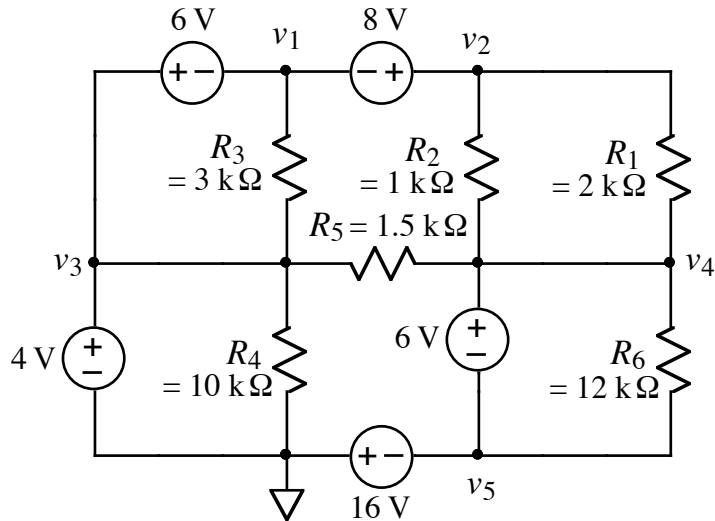 6 V
v1
8 V
v2
+ −
− +
R3
= 3 kΩ
R2
= 1 kΩ
R1
= 2 kΩ
R5 = 1.5 kΩ
v3
v4
4 V
+
−
R4
= 10 kΩ
6 V
+
−
R6
= 12 kΩ
+ −
16 V
v5